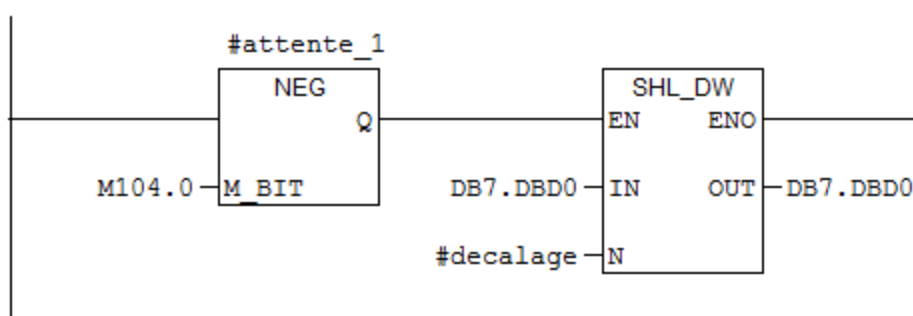 #attente_1
NEG SHL_DW
Q EN ENO
M104.0 M_BIT DB7.DBD0 IN OUT DB7.DBD0
#decalage N